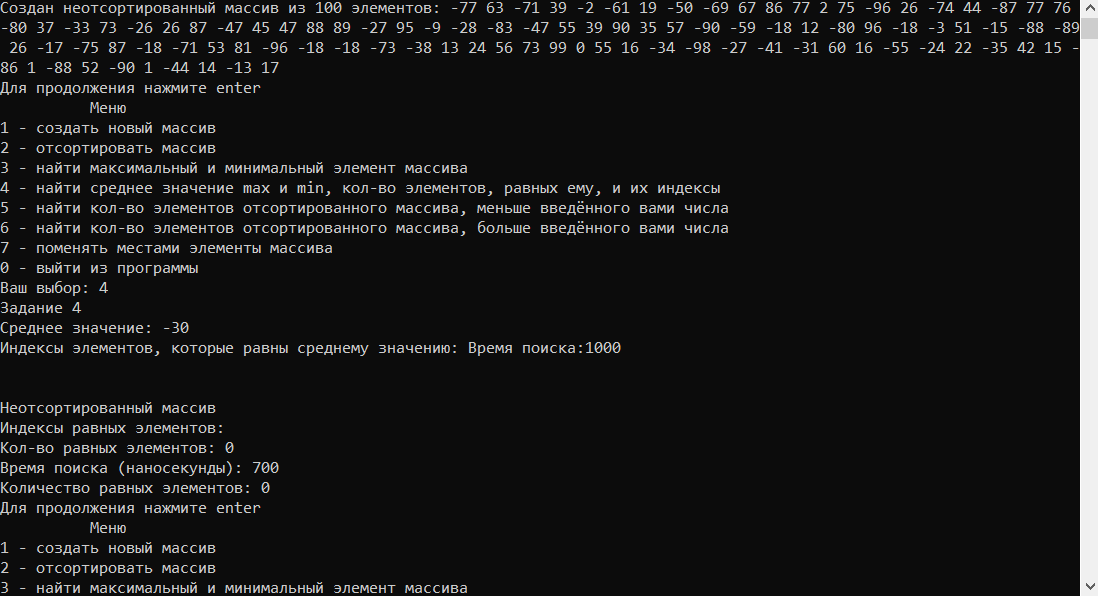 Создан неотсортированный массив из 100 элементов: -77 63 -71 39 -2 -61 19 -50 -69 67 86 77 2 75 -96 26 -74 44 -87 77 76
-80 37 -33 73 -26 26 87 -47 45 47 88 89 -27 95 -9 -28 -83 -47 55 39 90 35 57 -90 -59 -18 12 -80 96 -18 -3 51 -15 -88 -89
26 -17 -75 87 -18 -71 53 81 -96 -18 -18 -73 -38 13 24 56 73 99 0 55 16 -34 -98 -27 -41 -31 60 16 -55 -24 22 -35 42 15 -
86 1 -88 52 -90 1 -44 14 -13 17
Для продолжения нажмите enter
Меню
1 - создать новый массив
2 - отсортировать массив
3 - найти максимальный и минимальный элемент массива
4 - найти среднее значение max и min, кол-во элементов, равных ему, и их индексы
5 - найти кол-во элементов отсортированного массива, меньше введённого вами числа
6 - найти кол-во элементов отсортированного массива, больше введённого вами числа
7 - поменять местами элементы массива
0 - выйти из программы
Ваш выбор: 4
Задание 4
Среднее значение: -30
Индексы элементов, которые равны среднему значению: Время поиска:1000
Неотсортированный массив
Индексы равных элементов:
Кол-во равных элементов: 0
Время поиска (наносекунды): 700
Количество равных элементов: 0
Для продолжения нажмите enter
Меню
1 - создать новый массив
2 - отсортировать массив
3 - найти максимальный и минимальный элемент массива